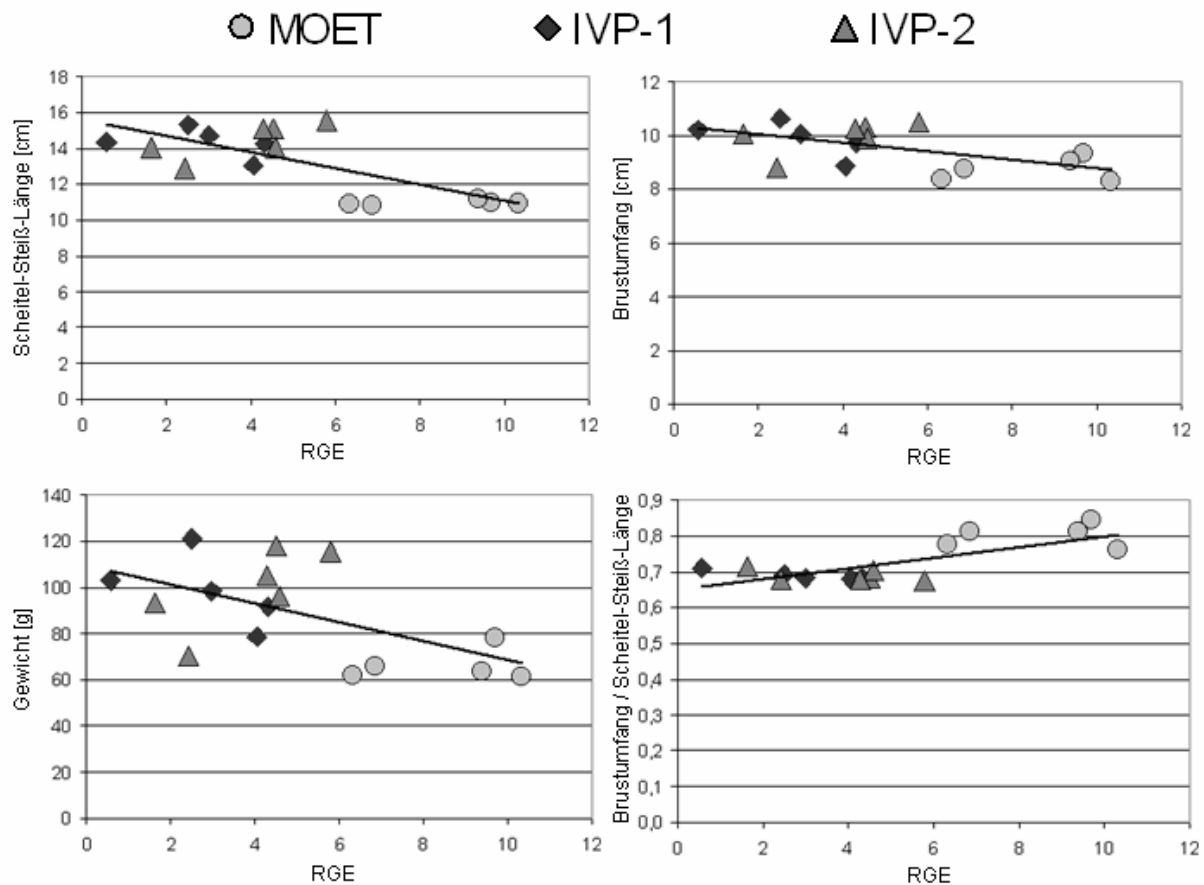 MOET IVP-1 IVP-2
Scheitel-Steiß-Länge [cm]
18
16
14
12
10
8
6
4
2
0
0 2 4 6 8 10 12
RGE
Brustumfang [cm]
12
10
8
6
4
2
0
0 2 4 6 8 10 12
RGE
Gewicht [g]
140
120
100
80
60
40
20
0
0 2 4 6 8 10 12
RGE
Brustumfang / Scheitel-Steiß-Länge
0,9
0,8
0,7
0,6
0,5
0,4
0,3
0,2
0,1
0,0
0 2 4 6 8 10 12
RGE